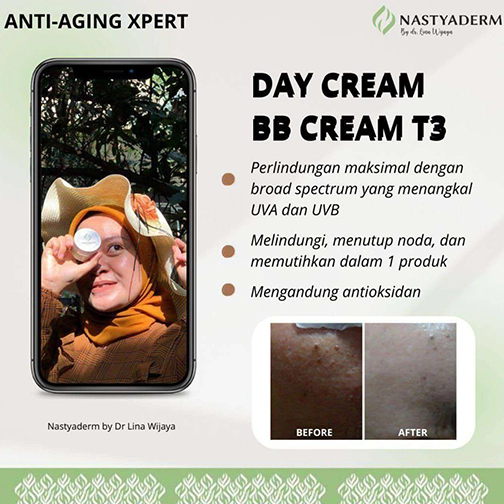 ANTI-AGING XPERT
NASTYADERM
By dr. Lina Wijaya
DAY CREAM
BB CREAM T3
Perlindungan maksimal dengan
broad spectrum yang menangkal
UVA dan UVB
Melindungi, menutup noda, dan
memutihkan dalam 1 produk
Mengandung antioksidan
BEFORE
AFTER
Nastyaderm by Dr Lina Wijaya